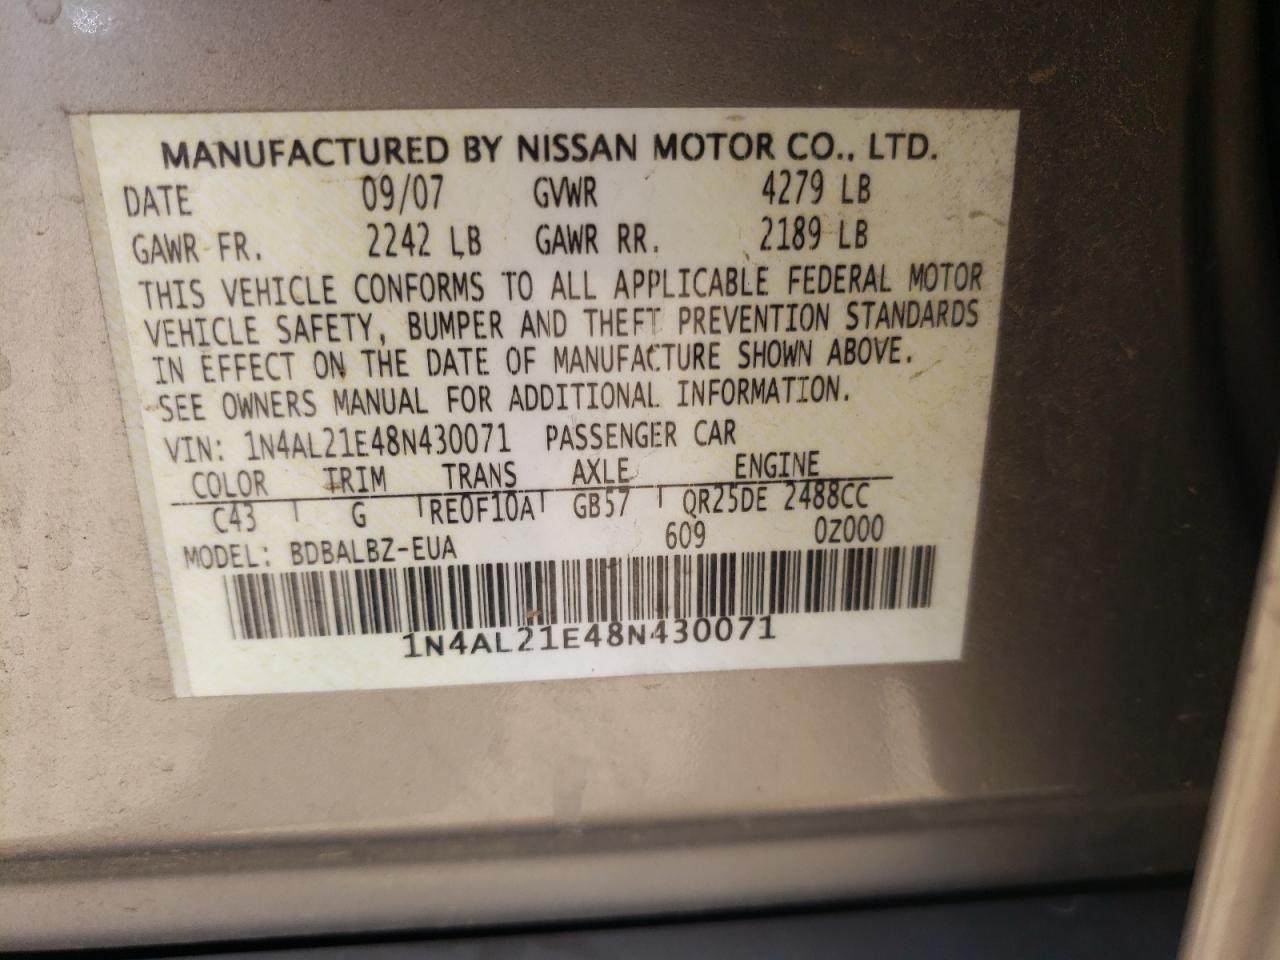 MANUFACTURED BY NISSAN MOTOR CO., LTD.
DATE 09/07 GVWR 4279 LB
GAWR FR. 2242 LB GAWR RR. 2189 LB
THIS VEHICLE CONFORMS TO ALL APPLICABLE FEDERAL MOTOR
VEHICLE SAFETY, BUMPER AND THEFT PREVENTION STANDARDS
IN EFFECT ON THE DATE OF MANUFACTURE SHOWN ABOVE.
SEE OWNERS MANUAL FOR ADDITIONAL INFORMATION.
VIN: 1N4AL21E48N430071 PASSENGER CAR
COLOR TRIM TRANS AXLE ENGINE
C43 G RE0F10A GB57 QR25DE 2488CC
609 0Z000
MODEL: BDBALBZ-EUA
1N4AL21E48N430071